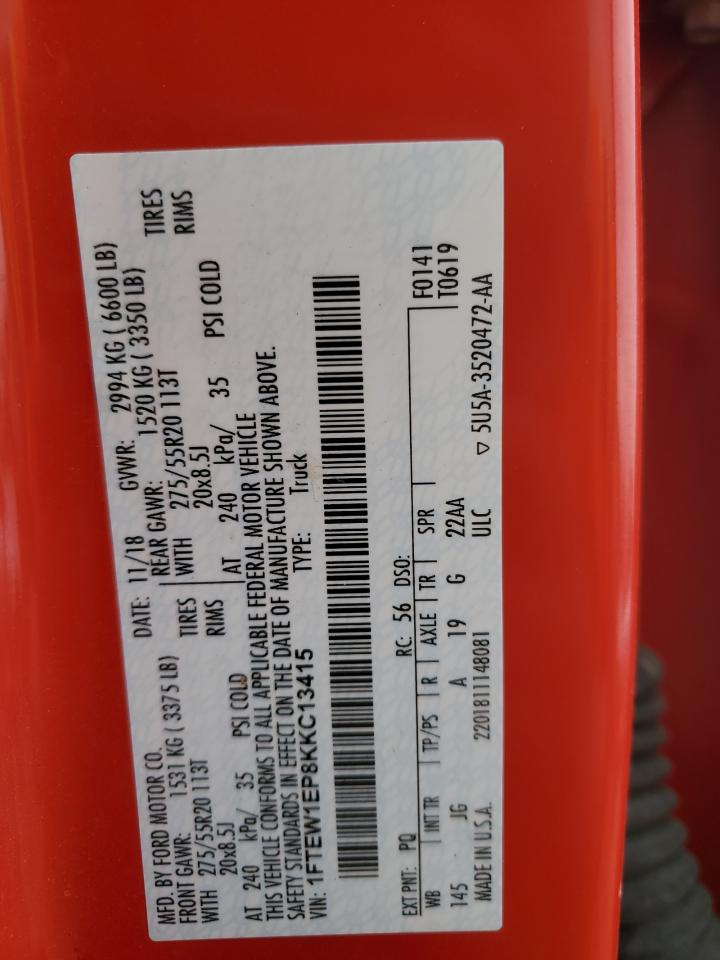 MFD. BY FORD MOTOR CO. DATE: 11/18 GVWR: 2994 KG ( 6600 LB)
FRONT GAWR: 1531 KG ( 3375 LB) REAR GAWR: 1520 KG ( 3350 LB)
WITH 275/55R20 113T TIRES WITH 275/55R20 113T TIRES
20x8.5J RIMS 20x8.5J RIMS
AT 240 kPa/ 35 PSI COLD AT 240 kPa/ 35 PSI COLD
THIS VEHICLE CONFORMS TO ALL APPLICABLE FEDERAL MOTOR VEHICLE
SAFETY STANDARDS IN EFFECT ON THE DATE OF MANUFACTURE SHOWN ABOVE.
VIN: 1FTEW1EP8KKC13415 TYPE: Truck
EXT PNT: PQ RC: 56 DSO: F0141
WB INT TR TP/PS R AXLE TR SPR T0619
145 JG A 19 G 22AA
MADE IN U.S.A. 2201811148081 ULC ▽ 5U5A-3520472-AA